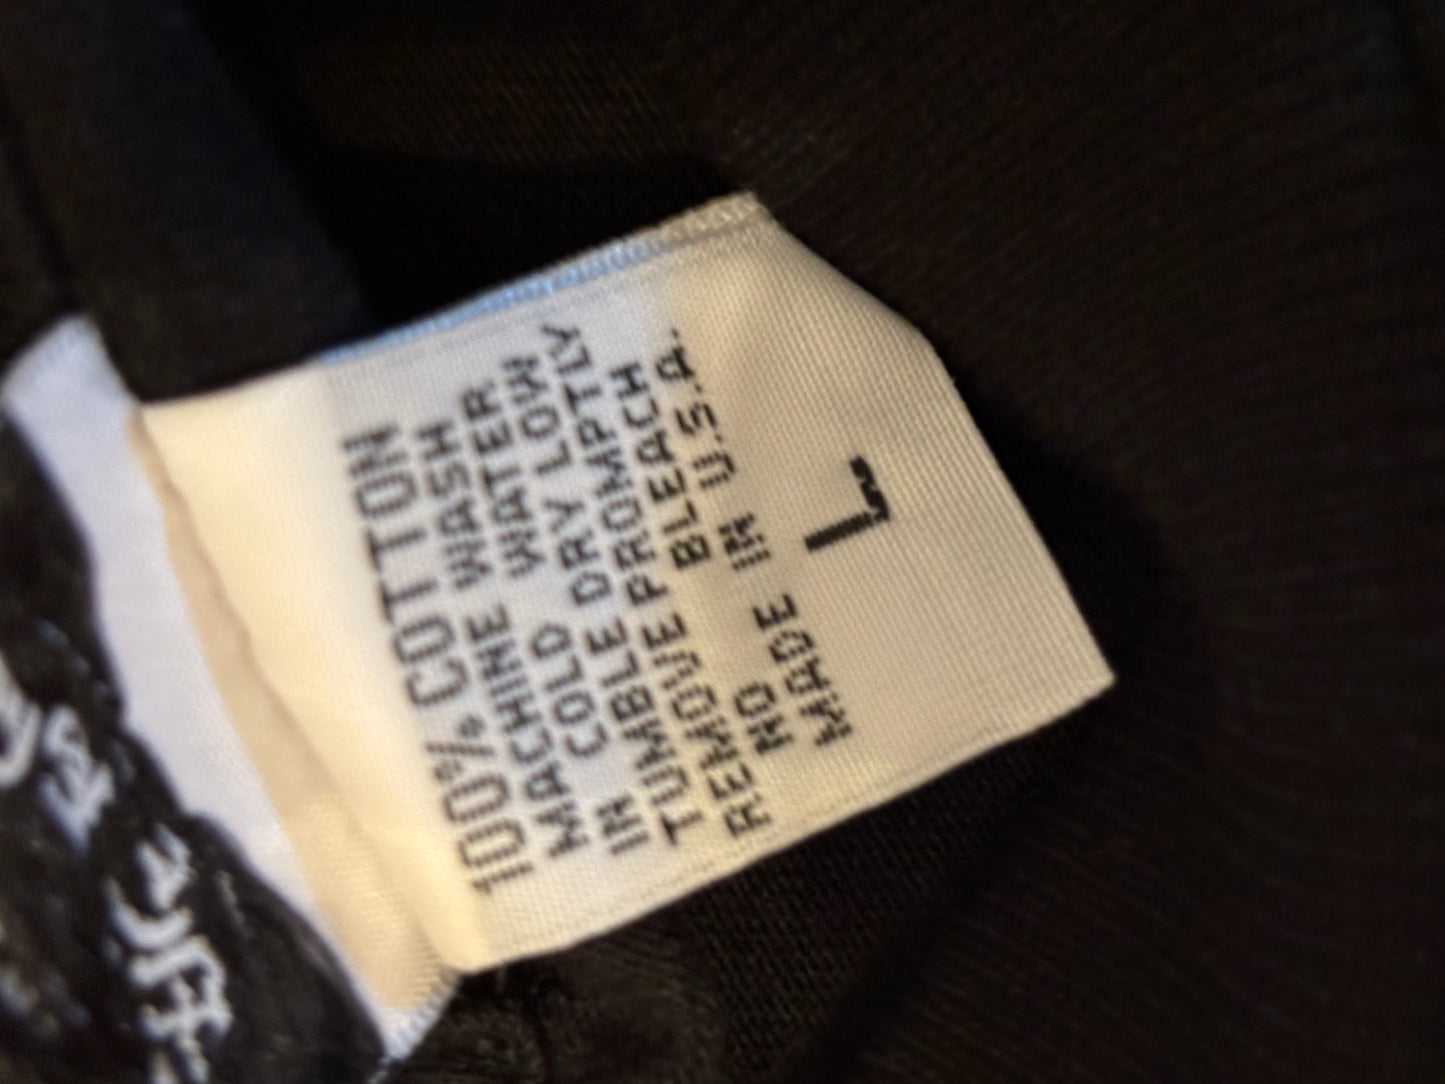 100% COTTON
MACHINE WASH
IN COLD WATER
TUMBLE DRY LOW
REMOVE PROMPTLY
NO BLEACH
MADE IN U.S.A.
L